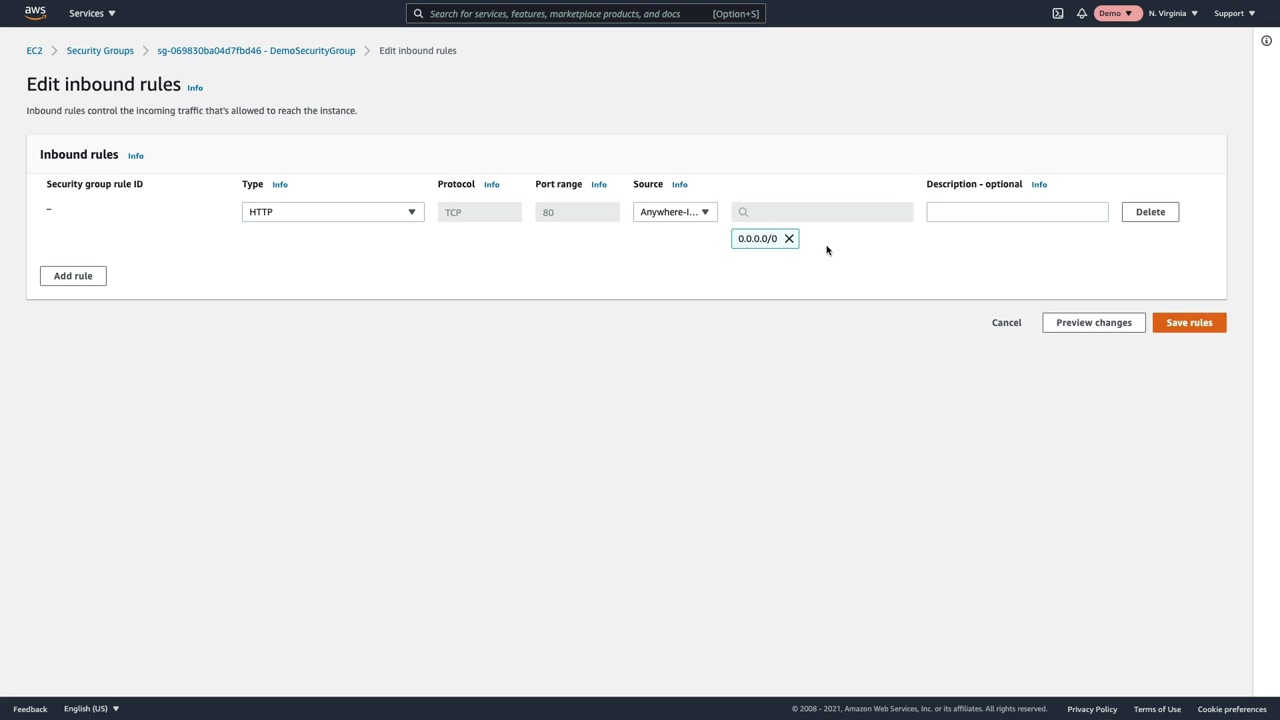 aws Services Search for services, features, marketplace products, and docs [Option+S] Demo N. Virginia Support
EC2 Security Groups sg-069830ba04d7fbd46 - DemoSecurityGroup Edit inbound rules
Edit inbound rules Info
Inbound rules control the incoming traffic that's allowed to reach the instance.
Inbound rules Info
Security group rule ID Type Info Protocol Info Port range Info Source Info Description - optional Info
– HTTP TCP 80 Anywhere-I... Delete
0.0.0.0/0
Add rule
Cancel Preview changes Save rules
Feedback English (US) © 2008 - 2021, Amazon Web Services, Inc. or its affiliates. All rights reserved. Privacy Policy Terms of Use Cookie preferences